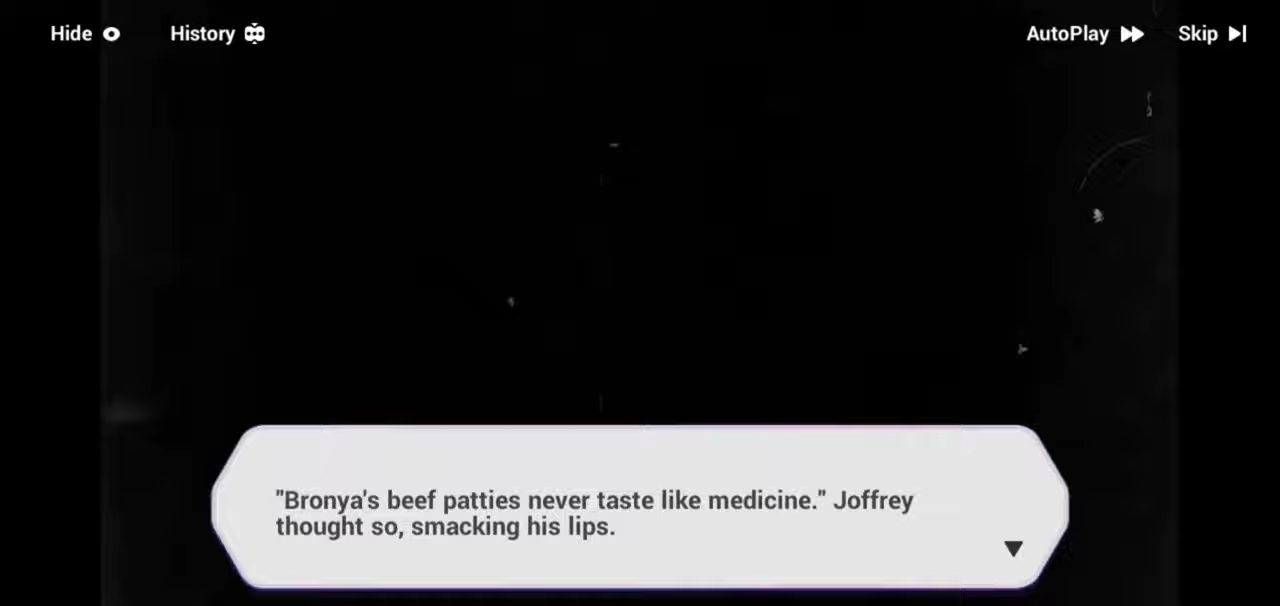 Hide
History
AutoPlay
Skip
"Bronya's beef patties never taste like medicine." Joffrey
thought so, smacking his lips.